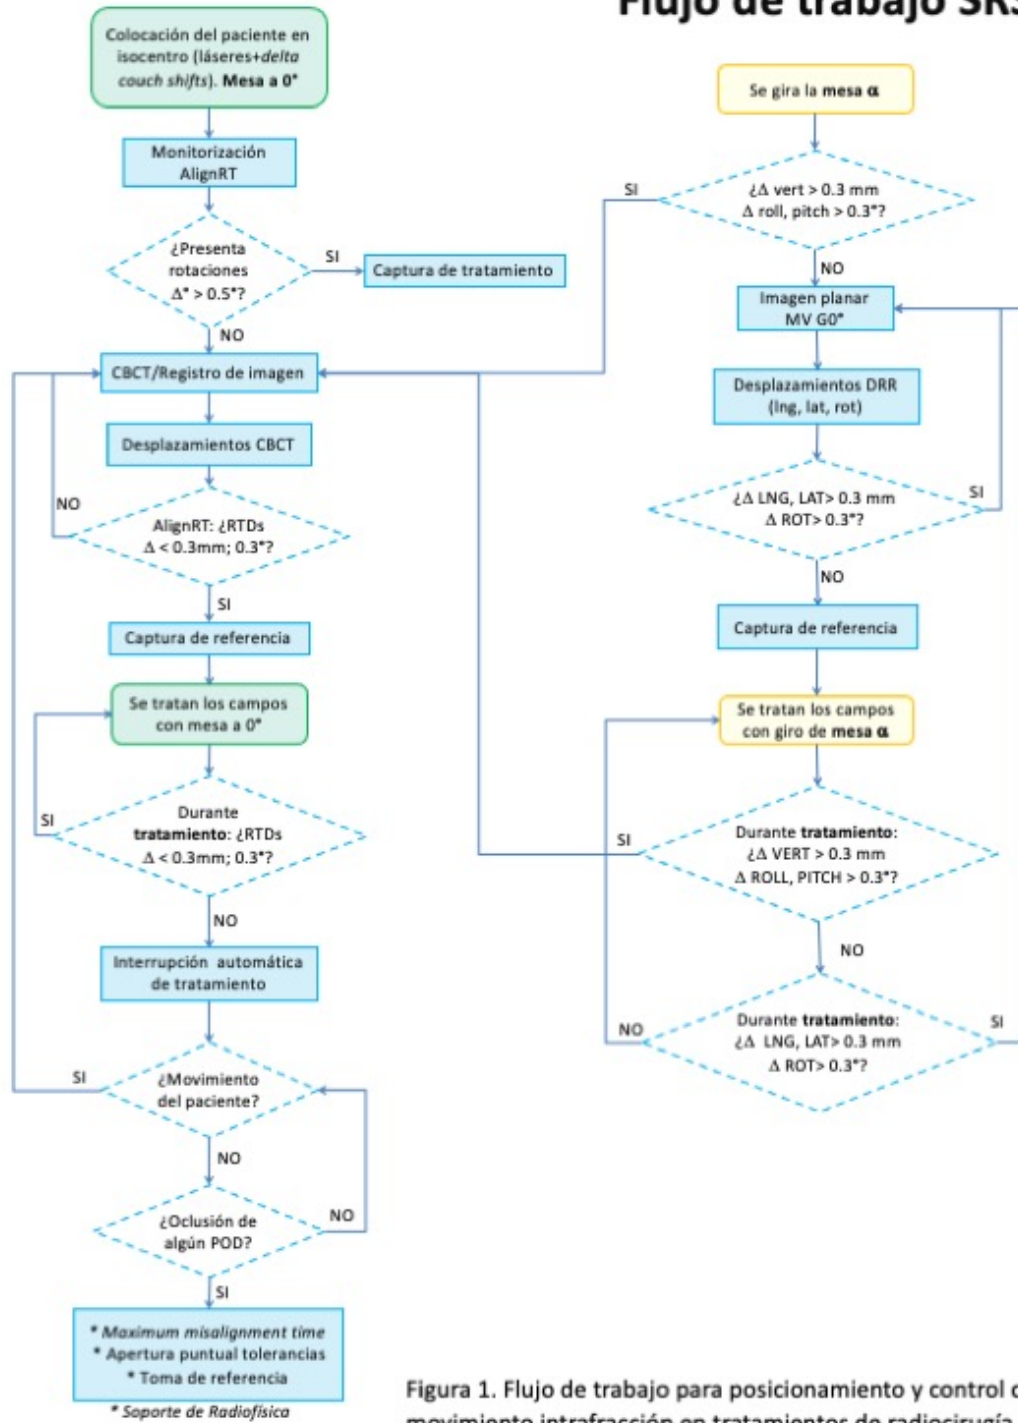 Flujo de trabajo SRS
Colocación del paciente en
isocentro (láseres+delta
couch shifts). Mesa a 0°
Monitorización
AlignRT
¿Presenta
rotaciones
Δ° > 0.5°?
SI
Captura de tratamiento
NO
CBCT/Registro de imagen
Desplazamientos CBCT
NO
AlignRT: ¿RTDs
Δ < 0.3mm; 0.3°?
SI
Captura de referencia
Se tratan los campos
con mesa a 0°
SI
Durante
tratamiento: ¿RTDs
Δ < 0.3mm; 0.3°?
NO
Interrupción automática
de tratamiento
SI
¿Movimiento
del paciente?
NO
¿Oclusión de
algún POD?
NO
SI
* Maximum misalignment time
* Apertura puntual tolerancias
* Toma de referencia
* Soporte de Radiofísica
Se gira la mesa α
SI
¿Δ vert > 0.3 mm
Δ roll, pitch > 0.3°?
NO
Imagen planar
MV G0°
Desplazamientos DRR
(lng, lat, rot)
¿Δ LNG, LAT> 0.3 mm
Δ ROT> 0.3°?
SI
NO
Captura de referencia
Se tratan los campos
con giro de mesa α
SI
Durante tratamiento:
¿Δ VERT > 0.3 mm
Δ ROLL, PITCH > 0.3°?
NO
NO
Durante tratamiento:
¿Δ LNG, LAT> 0.3 mm
Δ ROT> 0.3°?
SI
Figura 1. Flujo de trabajo para posicionamiento y control
movimiento intrafracción en tratamientos de radiocirugía